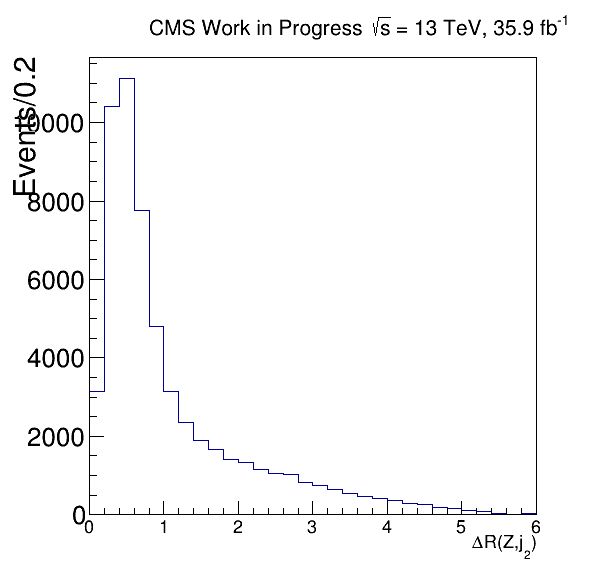 CMS Work in Progress √s = 13 TeV, 35.9 fb⁻¹
Events/0.2
10000
8000
6000
4000
2000
0
0 1 2 3 4 5 6
ΔR(Z,j₂)